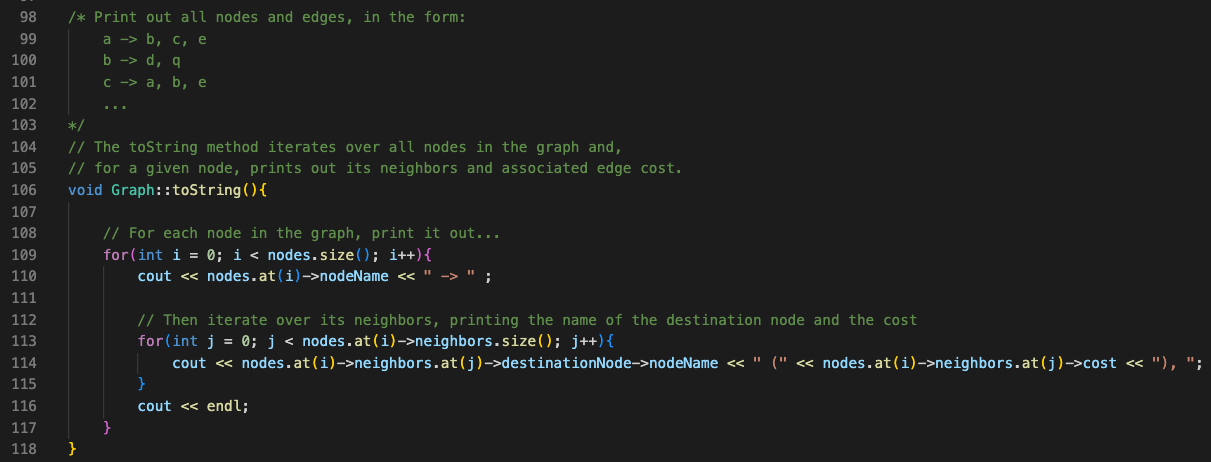 98 /* Print out all nodes and edges, in the form:
99 a -> b, c, e
100 b -> d, q
101 c -> a, b, e
102 ...
103 */
104 // The toString method iterates over all nodes in the graph and,
105 // for a given node, prints out its neighbors and associated edge cost.
106 void Graph::toString(){
107
108 // For each node in the graph, print it out...
109 for(int i = 0; i < nodes.size(); i++){
110 cout << nodes.at(i)->nodeName << " -> " ;
111
112 // Then iterate over its neighbors, printing the name of the destination node and the cost
113 for(int j = 0; j < nodes.at(i)->neighbors.size(); j++){
114 cout << nodes.at(i)->neighbors.at(j)->destinationNode->nodeName << " (" << nodes.at(i)->neighbors.at(j)->cost << "), ";
115 }
116 cout << endl;
117 }
118 }